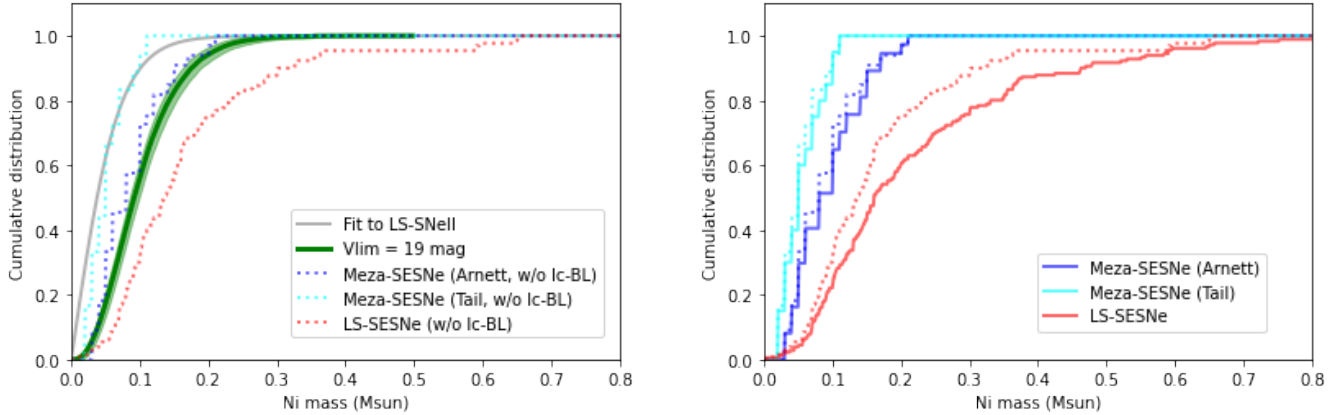 1.0
0.8
0.6
0.4
0.2
0.0
Cumulative distribution
Fit to LS-SNeII
Vlim = 19 mag
Meza-SESNe (Arnett, w/o Ic-BL)
Meza-SESNe (Tail, w/o Ic-BL)
LS-SESNe (w/o Ic-BL)
0.0 0.1 0.2 0.3 0.4 0.5 0.6 0.7 0.8
Ni mass (Msun)
1.0
0.8
0.6
0.4
0.2
0.0
Cumulative distribution
Meza-SESNe (Arnett)
Meza-SESNe (Tail)
LS-SESNe
0.0 0.1 0.2 0.3 0.4 0.5 0.6 0.7 0.8
Ni mass (Msun)